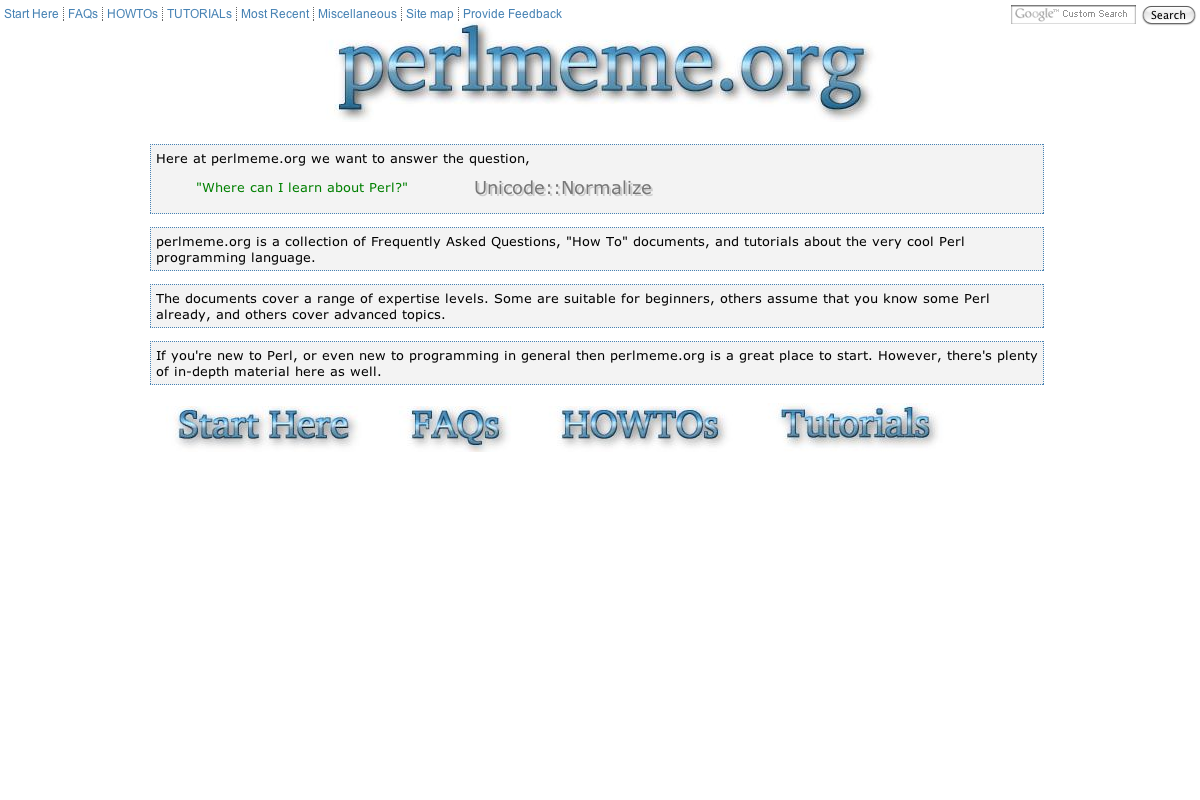 Start Here FAQs HOWTOs TUTORIALs Most Recent Miscellaneous Site map Provide Feedback Google™ Custom Search Search
perlmeme.org
Here at perlmeme.org we want to answer the question,
"Where can I learn about Perl?" Unicode::Normalize
perlmeme.org is a collection of Frequently Asked Questions, "How To" documents, and tutorials about the very cool Perl
programming language.
The documents cover a range of expertise levels. Some are suitable for beginners, others assume that you know some Perl
already, and others cover advanced topics.
If you're new to Perl, or even new to programming in general then perlmeme.org is a great place to start. However, there's plenty
of in-depth material here as well.
Start Here FAQs HOWTOs Tutorials